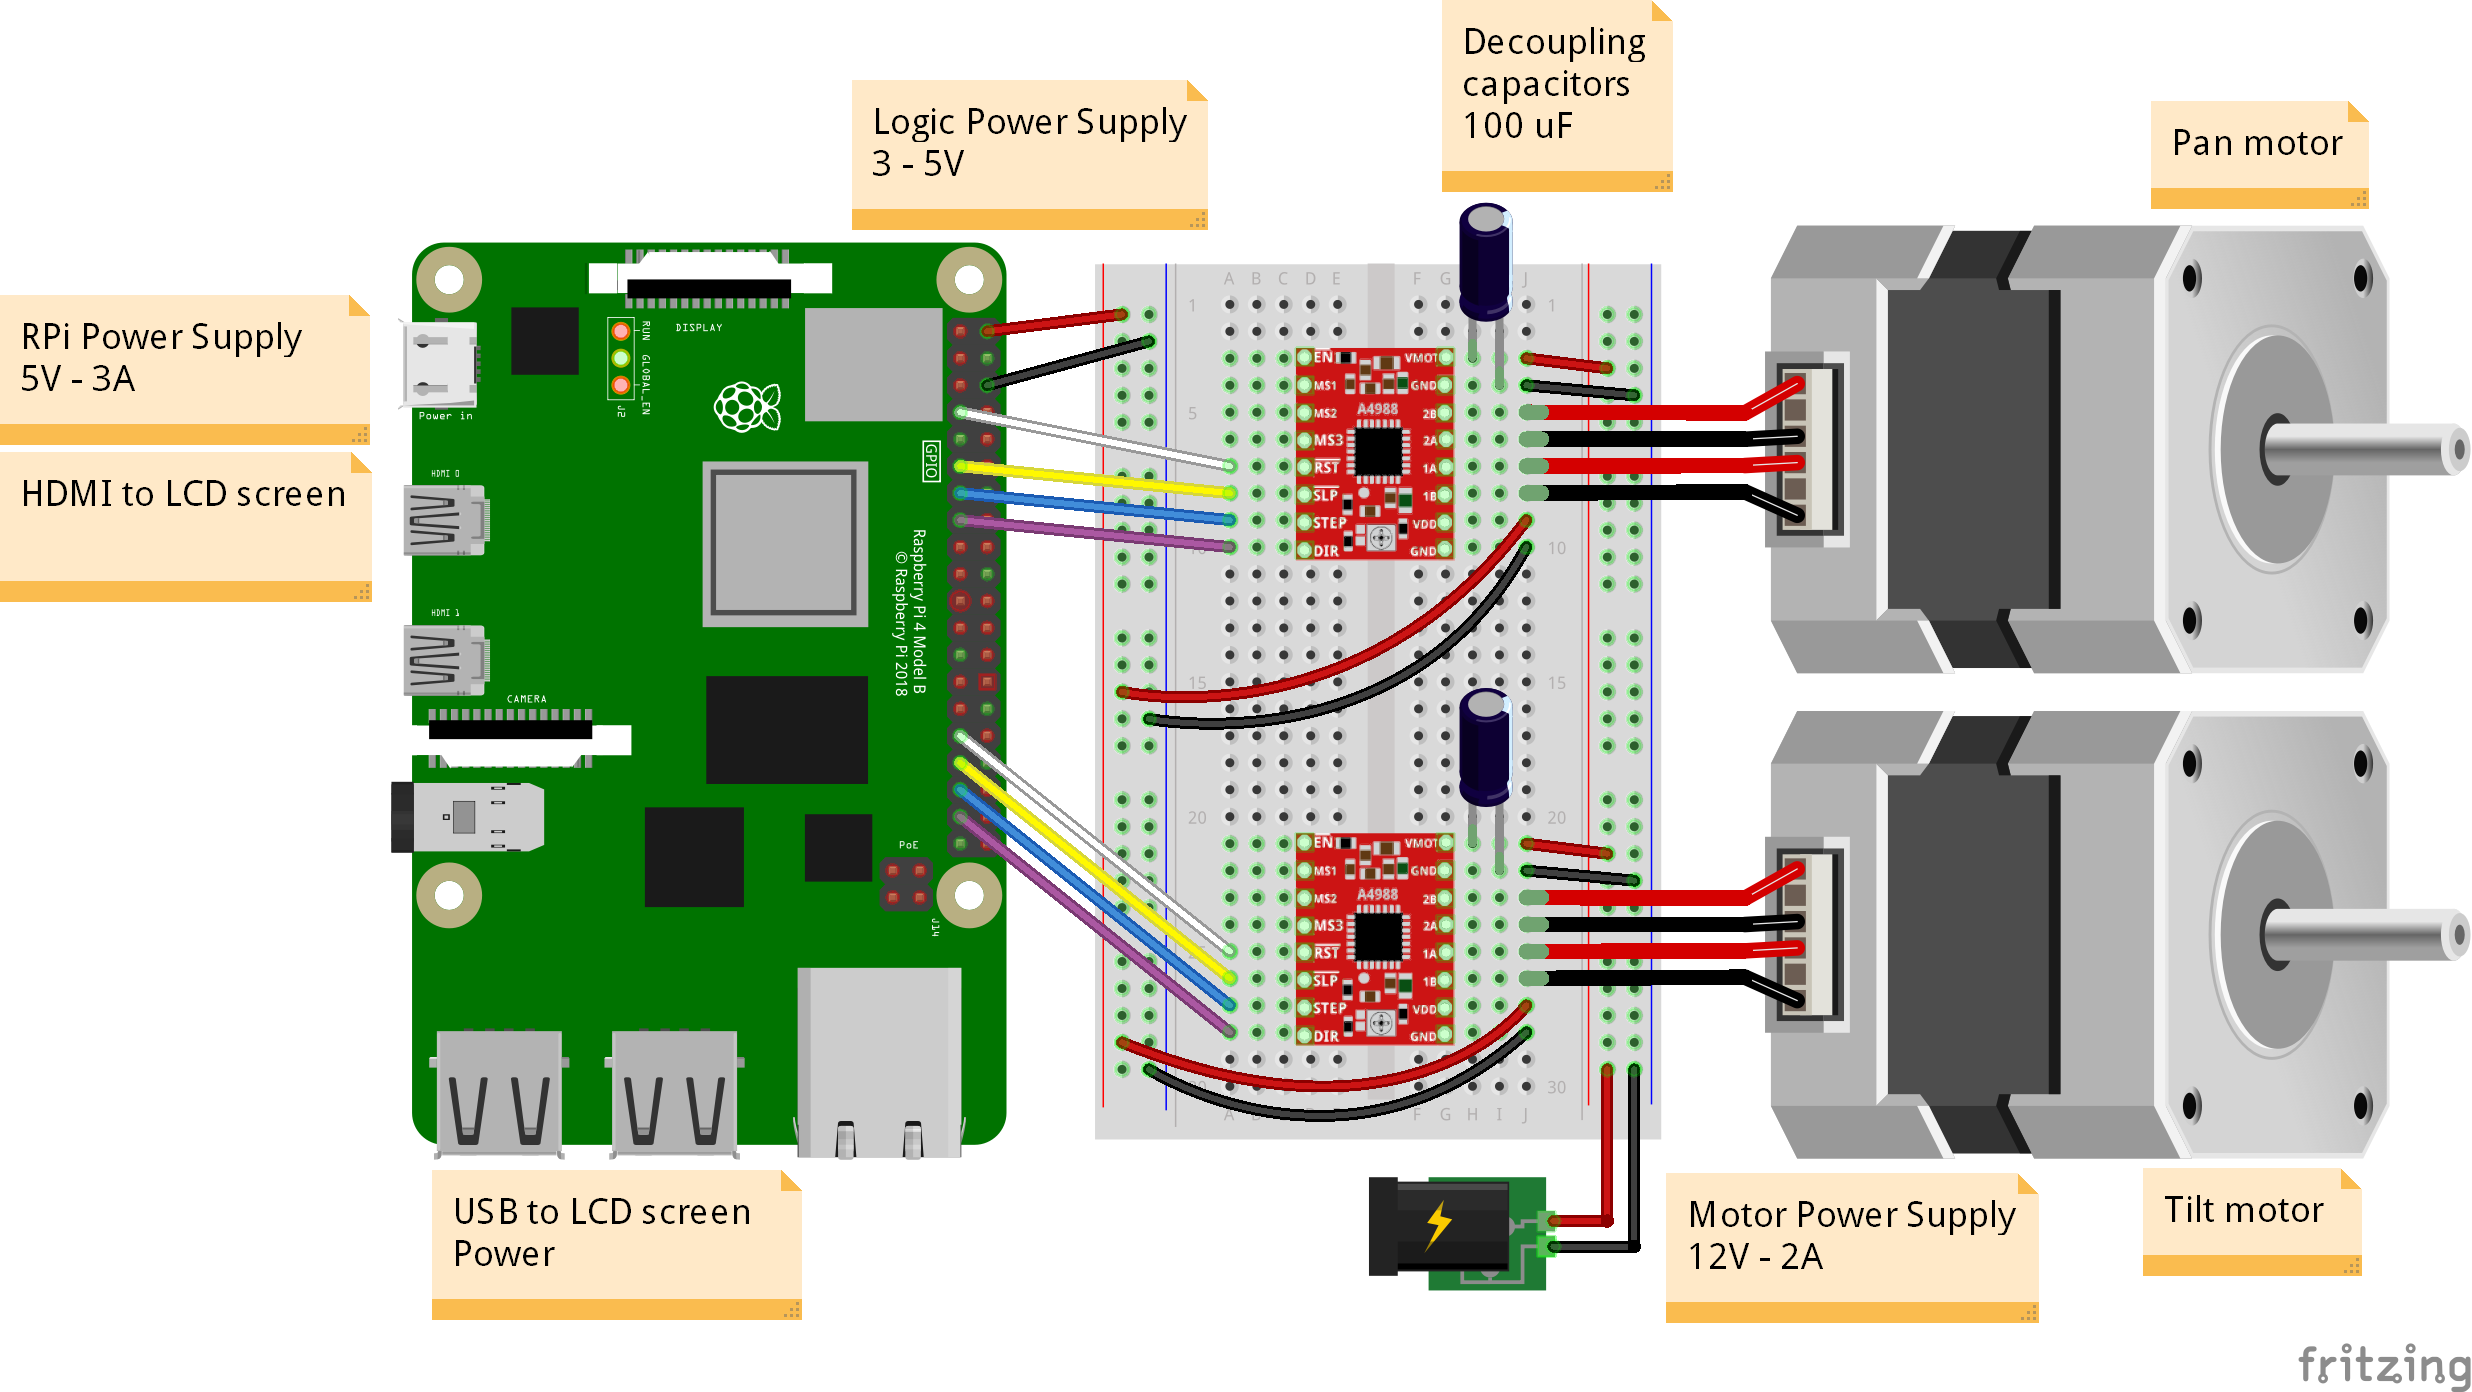 Decoupling
capacitors
100 uF
Logic Power Supply
3 - 5V
Pan motor
RPi Power Supply
5V - 3A
HDMI to LCD screen
DISPLAY
RUN
GLOBAL_EN
J2
Power in
HDMI 0
HDMI 1
CAMERA
GPIO
Raspberry Pi 4 Model B
© Raspberry Pi 2018
PoE
J14
A B C D E F G J
1 1
5
10
15 15
20 20
30 30
A F G H I J
EN VMOT
MS1 GND
A4988
MS2 2B
MS3 2A
RST 1A
SLP 1B
STEP VDD
DIR GND
EN VMOT
MS1 GND
A4988
MS2 2B
MS3 2A
RST 1A
SLP 1B
STEP VDD
DIR GND
USB to LCD screen
Power
Motor Power Supply
12V - 2A
Tilt motor
fritzing